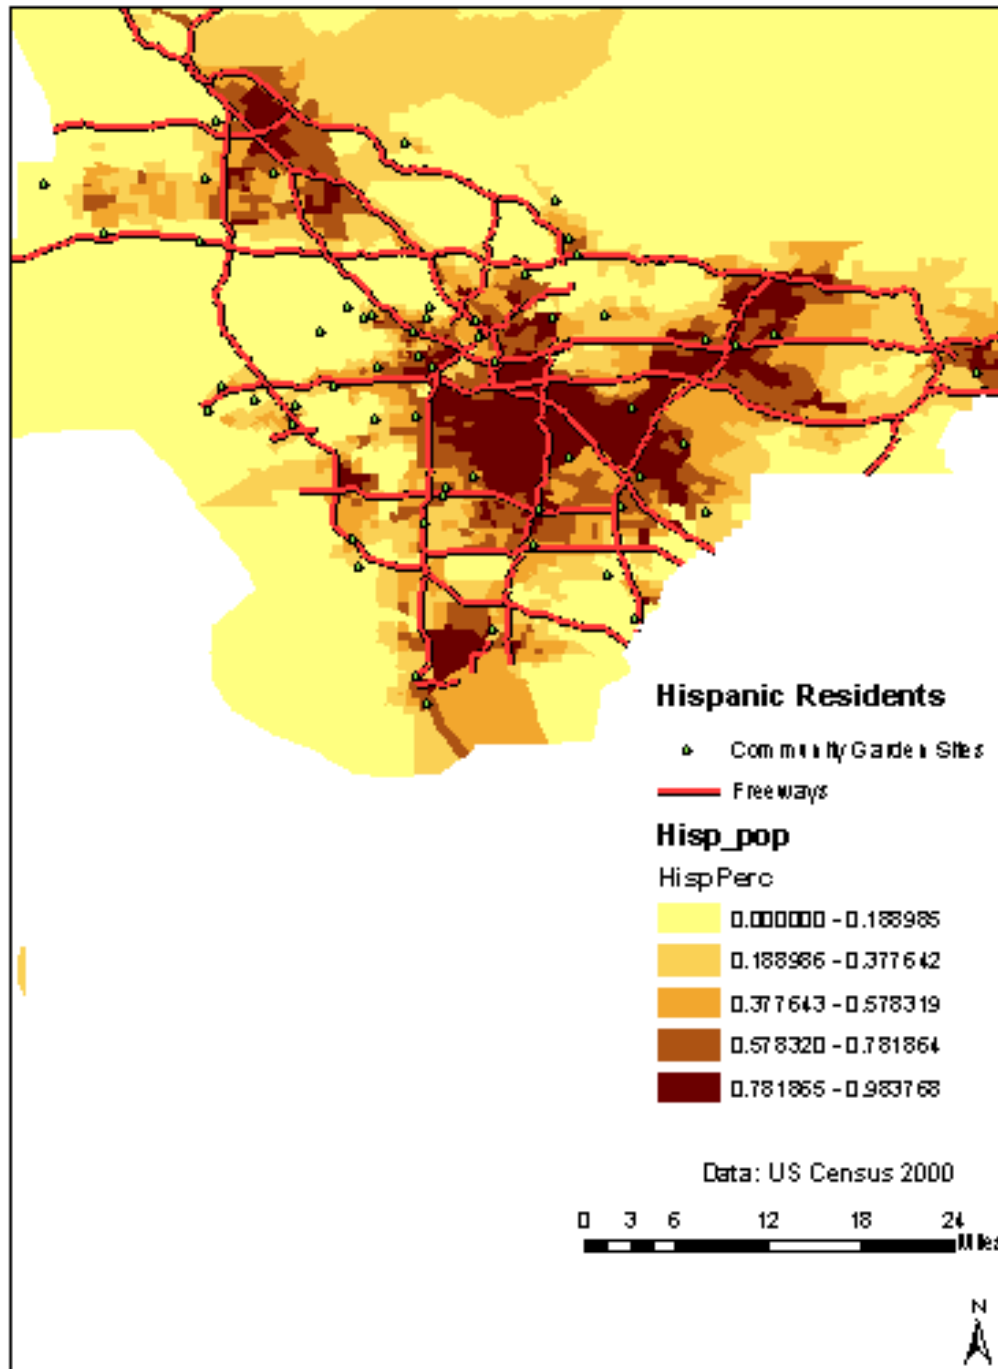 Hispanic Residents
Community Garden Sites
Freeways
Hisp_pop
HispPerc
0.000000 - 0.188985
0.188986 - 0.377642
0.377643 - 0.578319
0.578320 - 0.781864
0.781865 - 0.983768
Data: US Census 2000
0 3 6 12 18 24
Miles
N